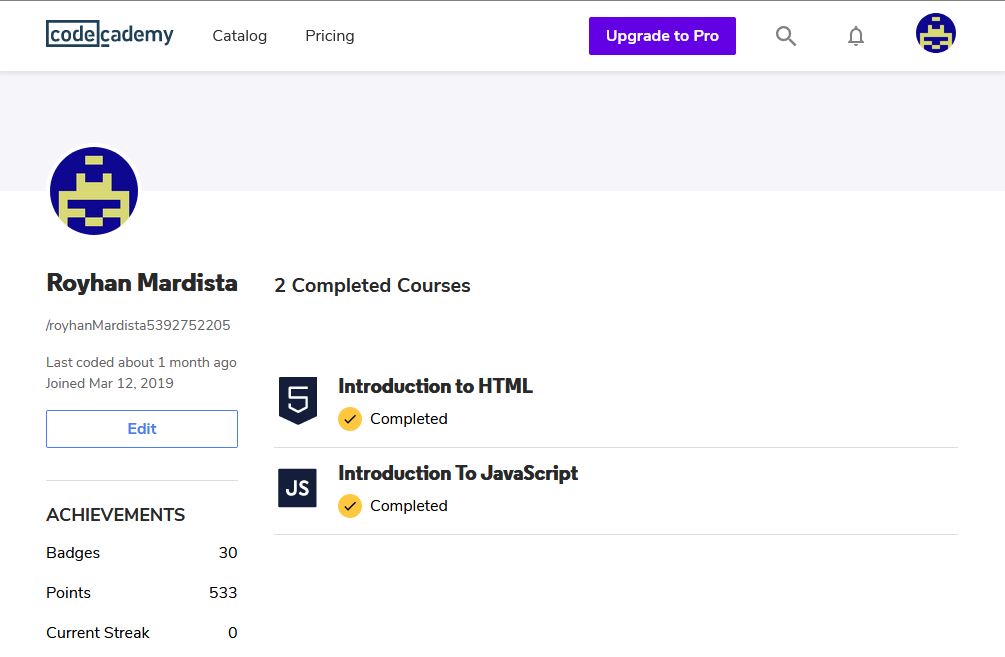 codecademy Catalog Pricing Upgrade to Pro
Royhan Mardista
/royhanMardista5392752205
Last coded about 1 month ago
Joined Mar 12, 2019
Edit
ACHIEVEMENTS
Badges 30
Points 533
Current Streak 0
2 Completed Courses
5
Introduction to HTML
Completed
JS
Introduction To JavaScript
Completed